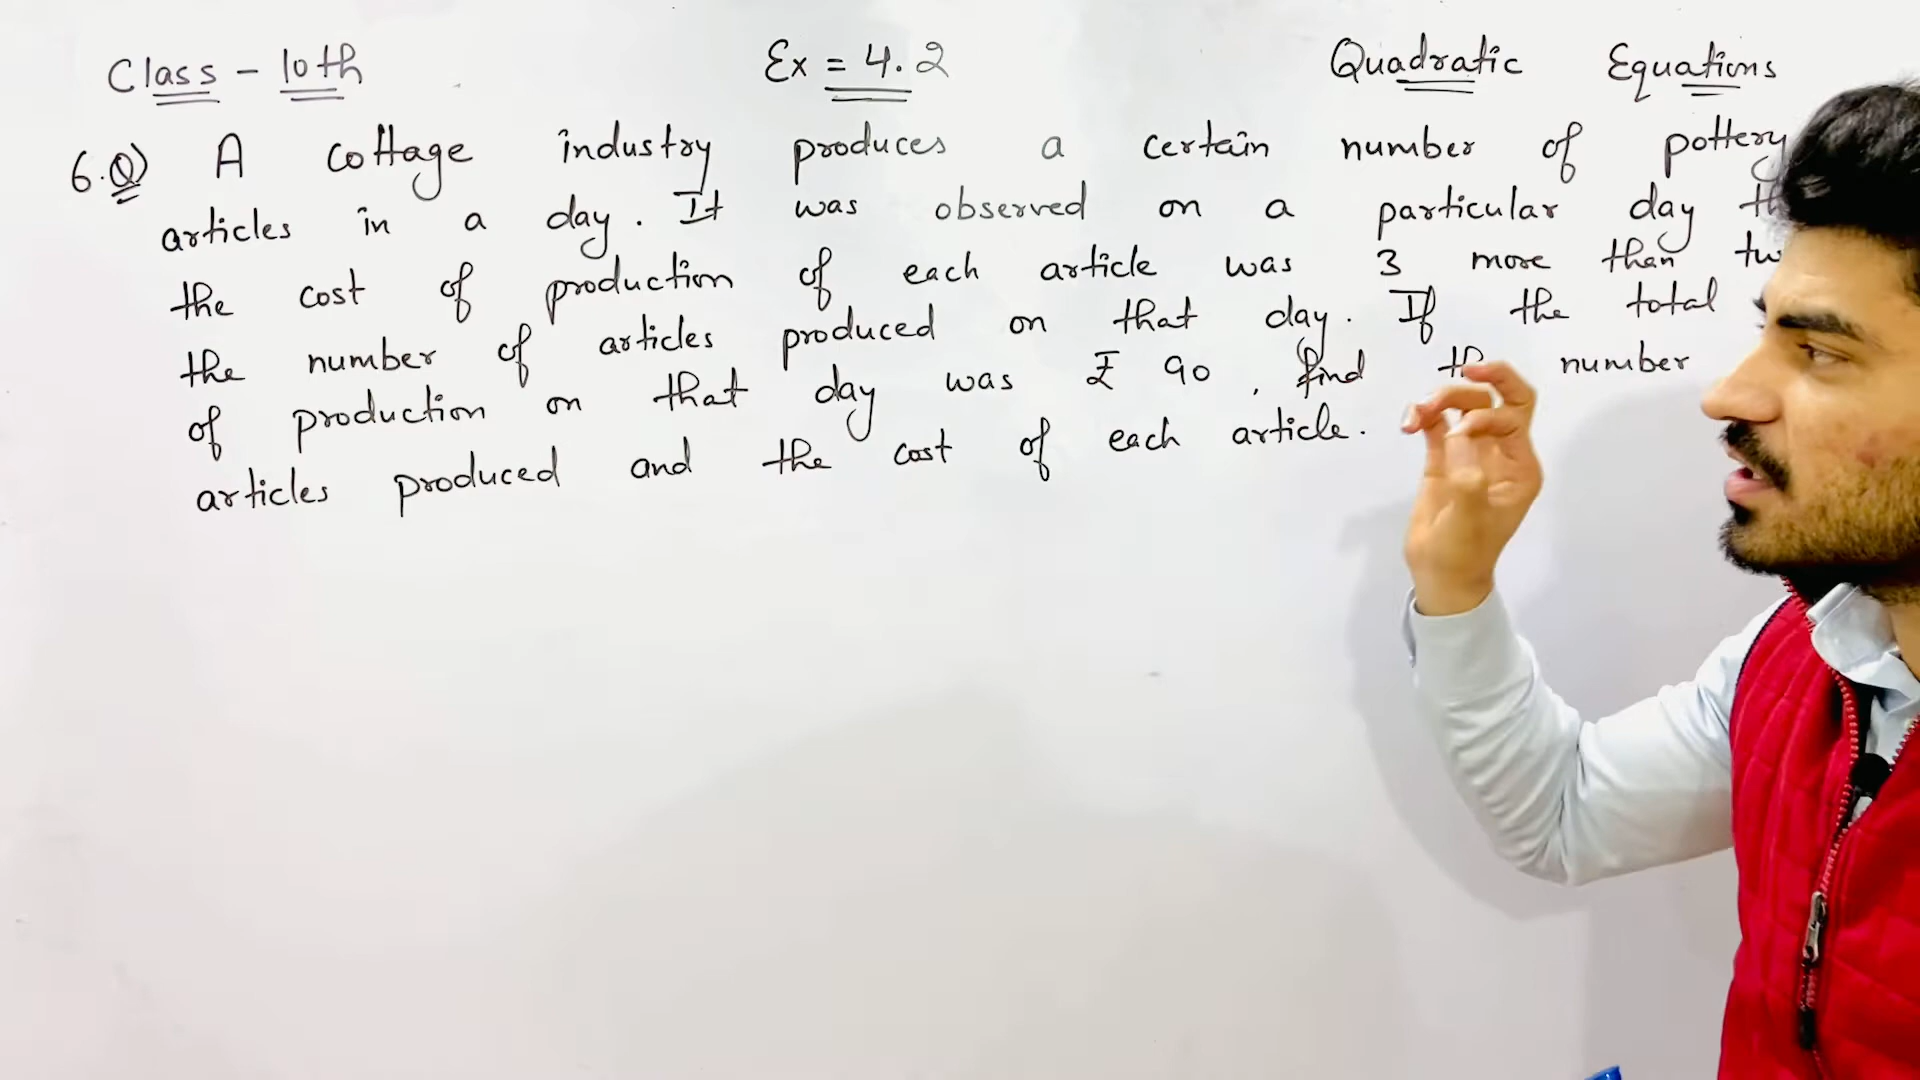 Class - 10th Ex = 4.2 Quadratic Equations
6.Q) A cottage industry produces a certain number of pottery
articles in a day. It was observed on a particular day
the cost of production of each article was 3 more than
the number of articles produced on that day. If the total
of production on that day was ₹ 90, find number
articles produced and the cost of each article.